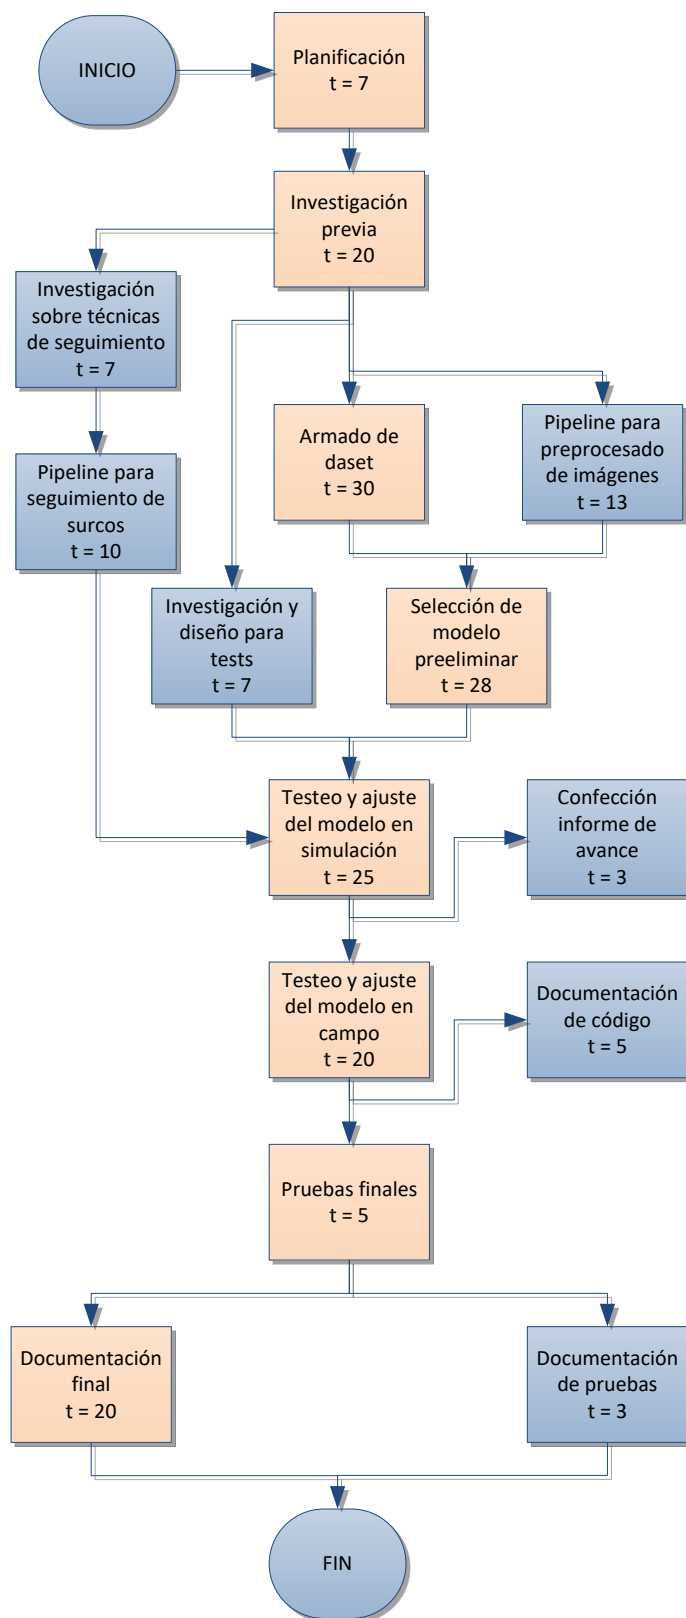 INICIO
Planificación
t = 7
Investigación
previa
t = 20
Investigación
sobre técnicas
de seguimiento
t = 7
Armado de
daset
t = 30
Pipeline para
preprocesado
de imágenes
t = 13
Pipeline para
seguimiento de
surcos
t = 10
Investigación y
diseño para
tests
t = 7
Selección de
modelo
preeliminar
t = 28
Testeo y ajuste
del modelo en
simulación
t = 25
Confección
informe de
avance
t = 3
Testeo y ajuste
del modelo en
campo
t = 20
Documentación
de código
t = 5
Pruebas finales
t = 5
Documentación
final
t = 20
Documentación
de pruebas
t = 3
FIN